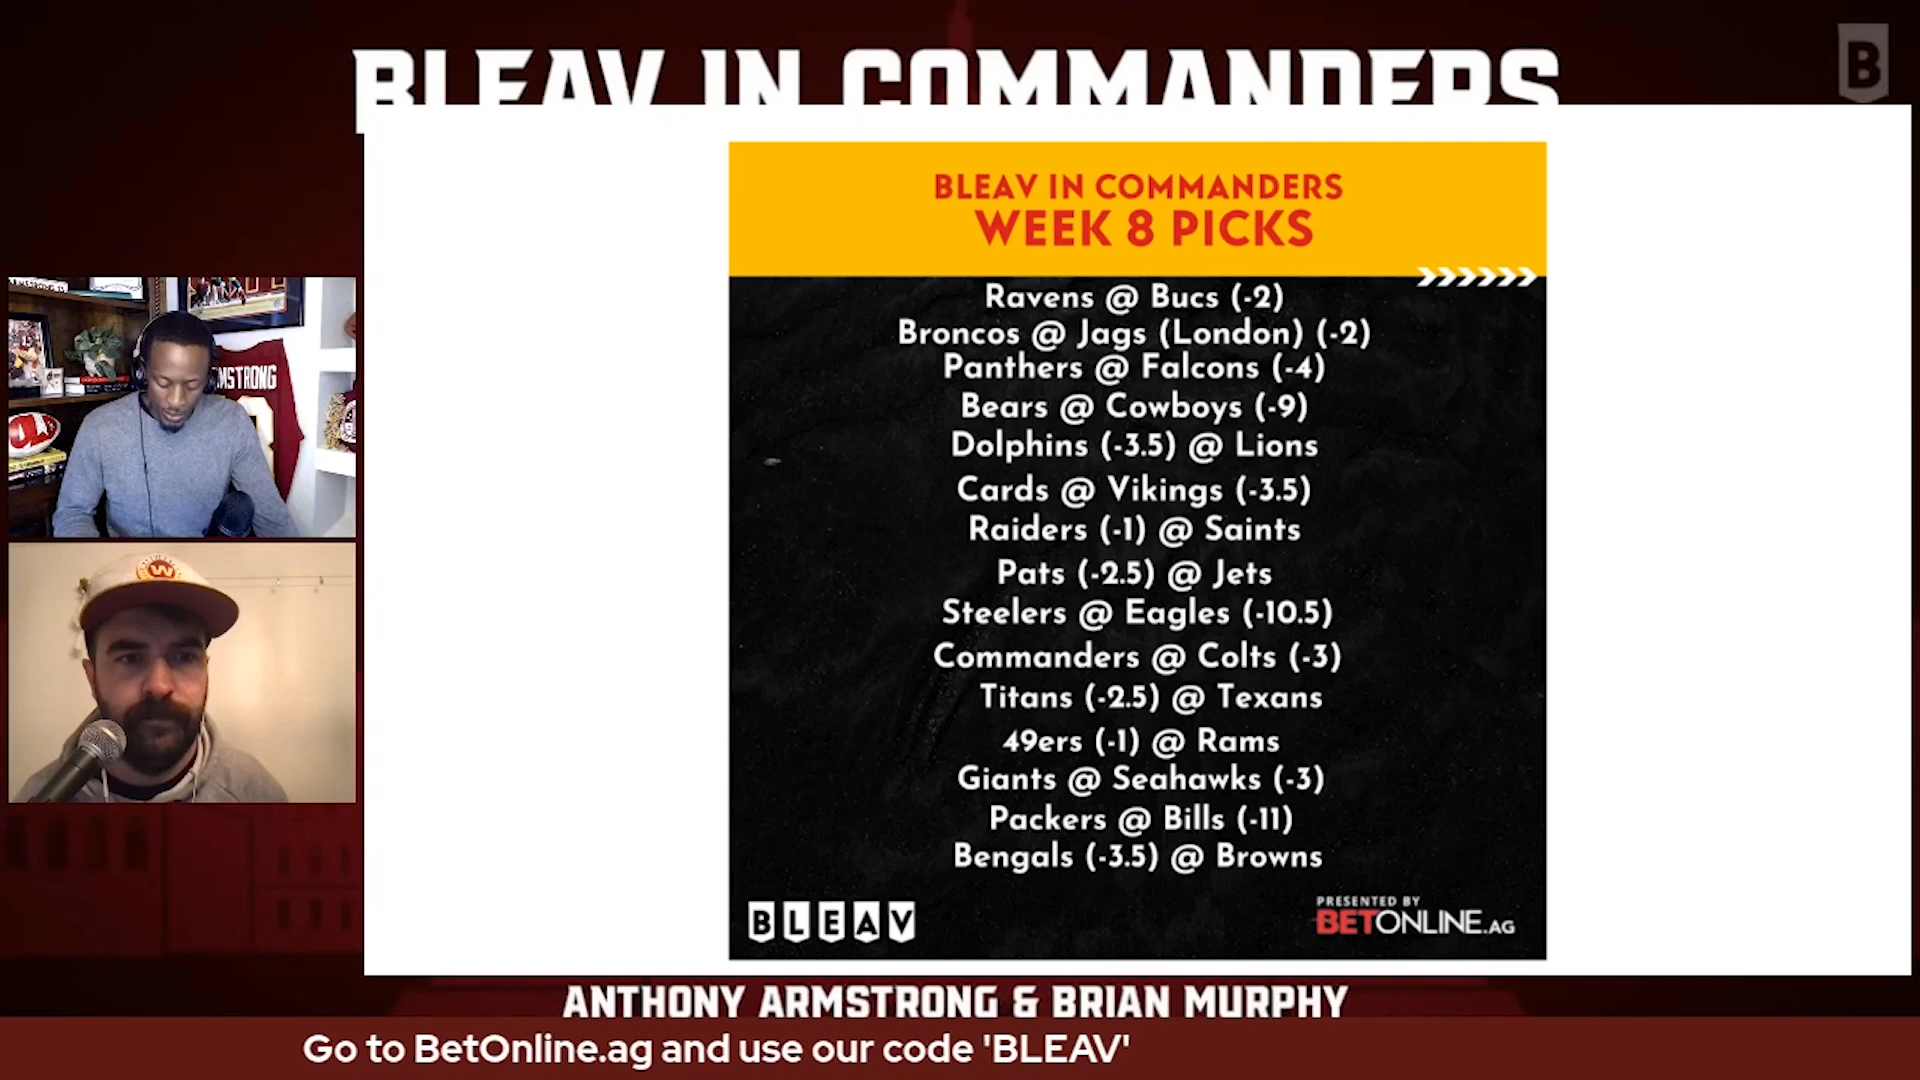 BLEAV IN COMMANDERS
B
BLEAV IN COMMANDERS
WEEK 8 PICKS
Ravens @ Bucs (-2)
Broncos @ Jags (London) (-2)
Panthers @ Falcons (-4)
Bears @ Cowboys (-9)
Dolphins (-3.5) @ Lions
Cards @ Vikings (-3.5)
Raiders (-1) @ Saints
Pats (-2.5) @ Jets
Steelers @ Eagles (-10.5)
Commanders @ Colts (-3)
Titans (-2.5) @ Texans
49ers (-1) @ Rams
Giants @ Seahawks (-3)
Packers @ Bills (-11)
Bengals (-3.5) @ Browns
BLEAV
PRESENTED BY
BETONLINE.AG
MSTRONG
W
ANTHONY ARMSTRONG & BRIAN MURPHY
Go to BetOnline.ag and use our code 'BLEAV'